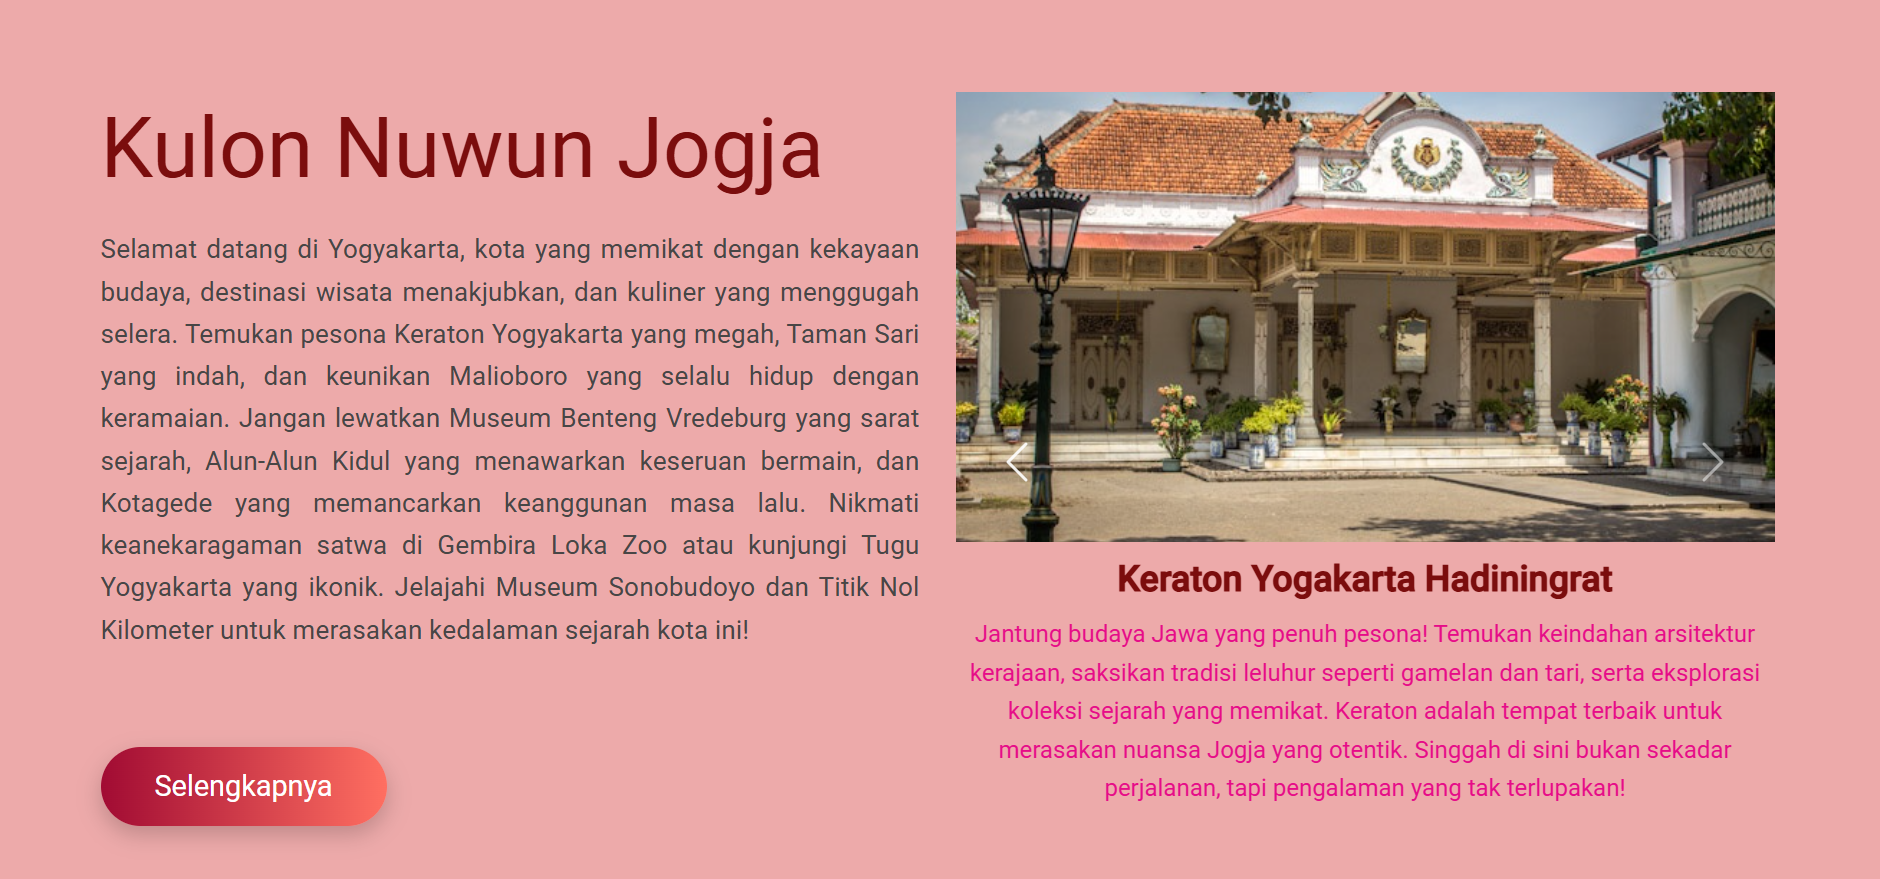 Kulon Nuwun Jogja
Selamat datang di Yogyakarta, kota yang memikat dengan kekayaan
budaya, destinasi wisata menakjubkan, dan kuliner yang menggugah
selera. Temukan pesona Keraton Yogyakarta yang megah, Taman Sari
yang indah, dan keunikan Malioboro yang selalu hidup dengan
keramaian. Jangan lewatkan Museum Benteng Vredeburg yang sarat
sejarah, Alun-Alun Kidul yang menawarkan keseruan bermain, dan
Kotagede yang memancarkan keanggunan masa lalu. Nikmati
keanekaragaman satwa di Gembira Loka Zoo atau kunjungi Tugu
Yogyakarta yang ikonik. Jelajahi Museum Sonobudoyo dan Titik Nol
Kilometer untuk merasakan kedalaman sejarah kota ini!
Selengkapnya
Keraton Yogakarta Hadiningrat
Jantung budaya Jawa yang penuh pesona! Temukan keindahan arsitektur
kerajaan, saksikan tradisi leluhur seperti gamelan dan tari, serta eksplorasi
koleksi sejarah yang memikat. Keraton adalah tempat terbaik untuk
merasakan nuansa Jogja yang otentik. Singgah di sini bukan sekadar
perjalanan, tapi pengalaman yang tak terlupakan!